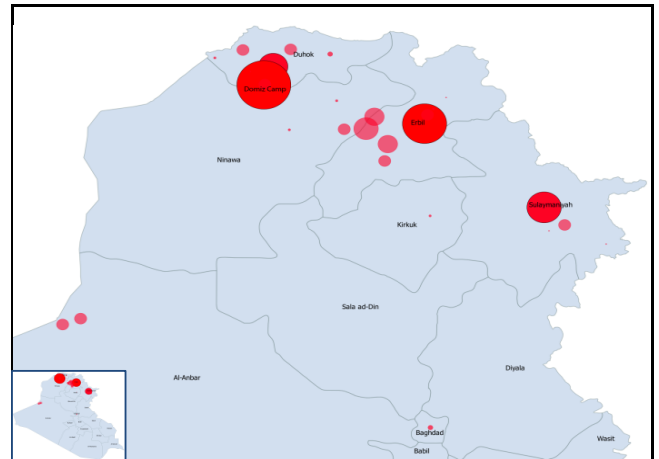 Duhok
Domiz Camp
Erbil
Ninawa
Sulaymaniyah
Kirkuk
Sala ad-Din
Al-Anbar
Diyala
Baghdad
Wasit
Babil